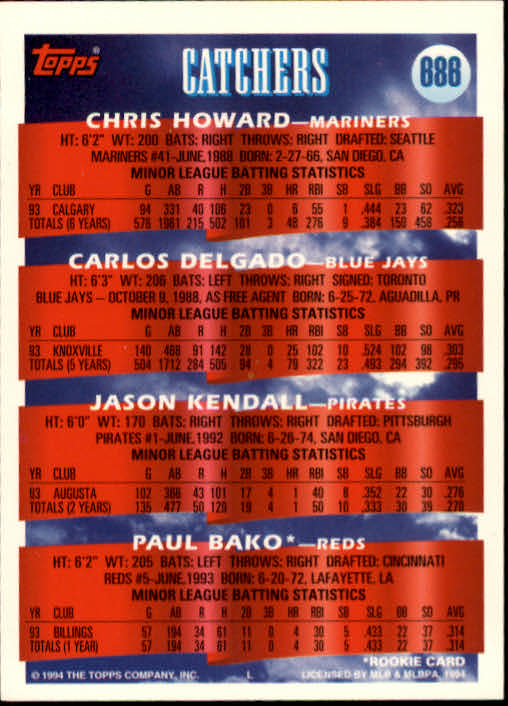 TOPPS®
CATCHERS
686
CHRIS HOWARD—MARINERS
HT: 6'2" WT: 200 BATS: RIGHT THROWS: RIGHT DRAFTED: SEATTLE
MARINERS #41-JUNE, 1988 BORN: 2-27-66, SAN DIEGO, CA
MINOR LEAGUE BATTING STATISTICS
YR CLUB G AB R H 2B 3B HR RBI SB SLG BB SO AVG
93 CALGARY 94 331 40 106 23 0 6 55 1 .444 23 62 .323
TOTALS (6 YEARS) 576 1961 215 502 101 3 48 276 9 .384 150 458 .256
CARLOS DELGADO—BLUE JAYS
HT: 6'3" WT: 206 BATS: LEFT THROWS: RIGHT SIGNED: TORONTO
BLUE JAYS – OCTOBER 9, 1988, AS FREE AGENT BORN: 6-25-72, AGUADILLA, PR
MINOR LEAGUE BATTING STATISTICS
YR CLUB G AB R H 2B 3B HR RBI SB SLG BB SO AVG
93 KNOXVILLE 140 468 91 142 28 0 25 102 10 .524 102 98 .303
TOTALS (5 YEARS) 504 1712 284 505 94 4 79 322 23 .493 294 392 .295
JASON KENDALL—PIRATES
HT: 6'0" WT: 170 BATS: RIGHT THROWS: RIGHT DRAFTED: PITTSBURGH
PIRATES #1-JUNE, 1992 BORN: 6-26-74, SAN DIEGO, CA
MINOR LEAGUE BATTING STATISTICS
YR CLUB G AB R H 2B 3B HR RBI SB SLG BB SO AVG
93 AUGUSTA 102 366 43 101 17 4 1 40 8 .352 22 30 .276
TOTALS (2 YEARS) 135 477 50 129 19 4 1 50 10 .333 30 39 .270
PAUL BAKO*—REDS
HT: 6'2" WT: 205 BATS: LEFT THROWS: RIGHT DRAFTED: CINCINNATI
REDS #5-JUNE, 1993 BORN: 6-20-72, LAFAYETTE, LA
MINOR LEAGUE BATTING STATISTICS
YR CLUB G AB R H 2B 3B HR RBI SB SLG BB SO AVG
93 BILLINGS 57 194 34 61 11 0 4 30 5 .433 22 37 .314
TOTALS (1 YEAR) 57 194 34 61 11 0 4 30 5 .433 22 37 .314
*ROOKIE CARD
© 1994 THE TOPPS COMPANY, INC. L LICENSED BY MLB & MLBPA, 1994